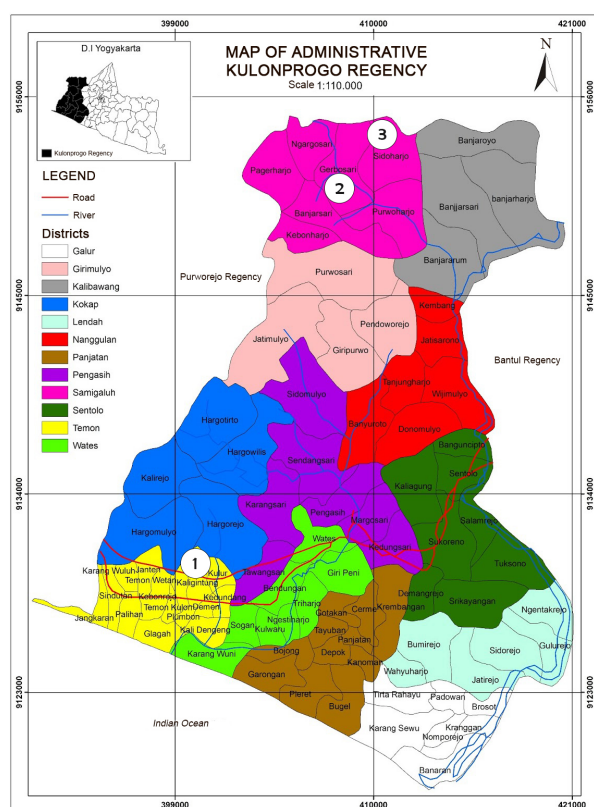 D.I Yogyakarta
Kulonprogo Regency
MAP OF ADMINISTRATIVE
KULONPROGO REGENCY
Scale 1:110.000
N
399000
410000
421000
9156000
9145000
9134000
9123000
LEGEND
Road
River
Districts
Galur
Girimulyo
Kalibawang
Kokap
Lendah
Nanggulan
Panjatan
Pengasih
Samigaluh
Sentolo
Temon
Wates
Purworejo Regency
Bantul Regency
Indian Ocean
3
2
1
Ngargosari
Gerbosari
Sidoharjo
Pagerharjo
Banjarsari
Purwoharjo
Kebonharjo
Banjaroyo
Banjjarsari
banjarharjo
Banjararum
Purwosari
Pendoworejo
Jatimulyo
Giripurwo
Kembang
Jatisarono
Tanjungharjo
Wijimulyo
Banyuroto
Donomulyo
Sidomulyo
Sendangsari
Karangsari
Pengasih
Margosari
Kedungsari
Tawangsari
Hargotirto
Hargowilis
Kalirejo
Hargomulyo
Hargorejo
Banguncipto
Sentolo
Kaliagung
Salamrejo
Sukoreno
Tuksono
Demangrejo
Srikayangan
Wates
Giri Peni
Bendungan
Triharjo
Ngestiharjo
Sogan
Kulwaru
Karang Wuni
Karang Wuluh
Janten
Temon Wetan
Kaligintung
Kulur
Sindutan
Kebonrejo
Kedundang
Jangkaran
Palihan
Temon Kulon
Demen
Plumbon
Glagah
Kali Dengeng
Gotakan
Cerme
Krembangan
Tayuban
Panjatan
Bojong
Depok
Kanoman
Garongan
Pleret
Bugel
Ngentakrejo
Gulurejo
Bumirejo
Sidorejo
Wahyuharjo
Jatirejo
Tirta Rahayu
Padowan
Brosot
Karang Sewu
Kranggan
Nomporejo
Banaran
399000
410000
421000